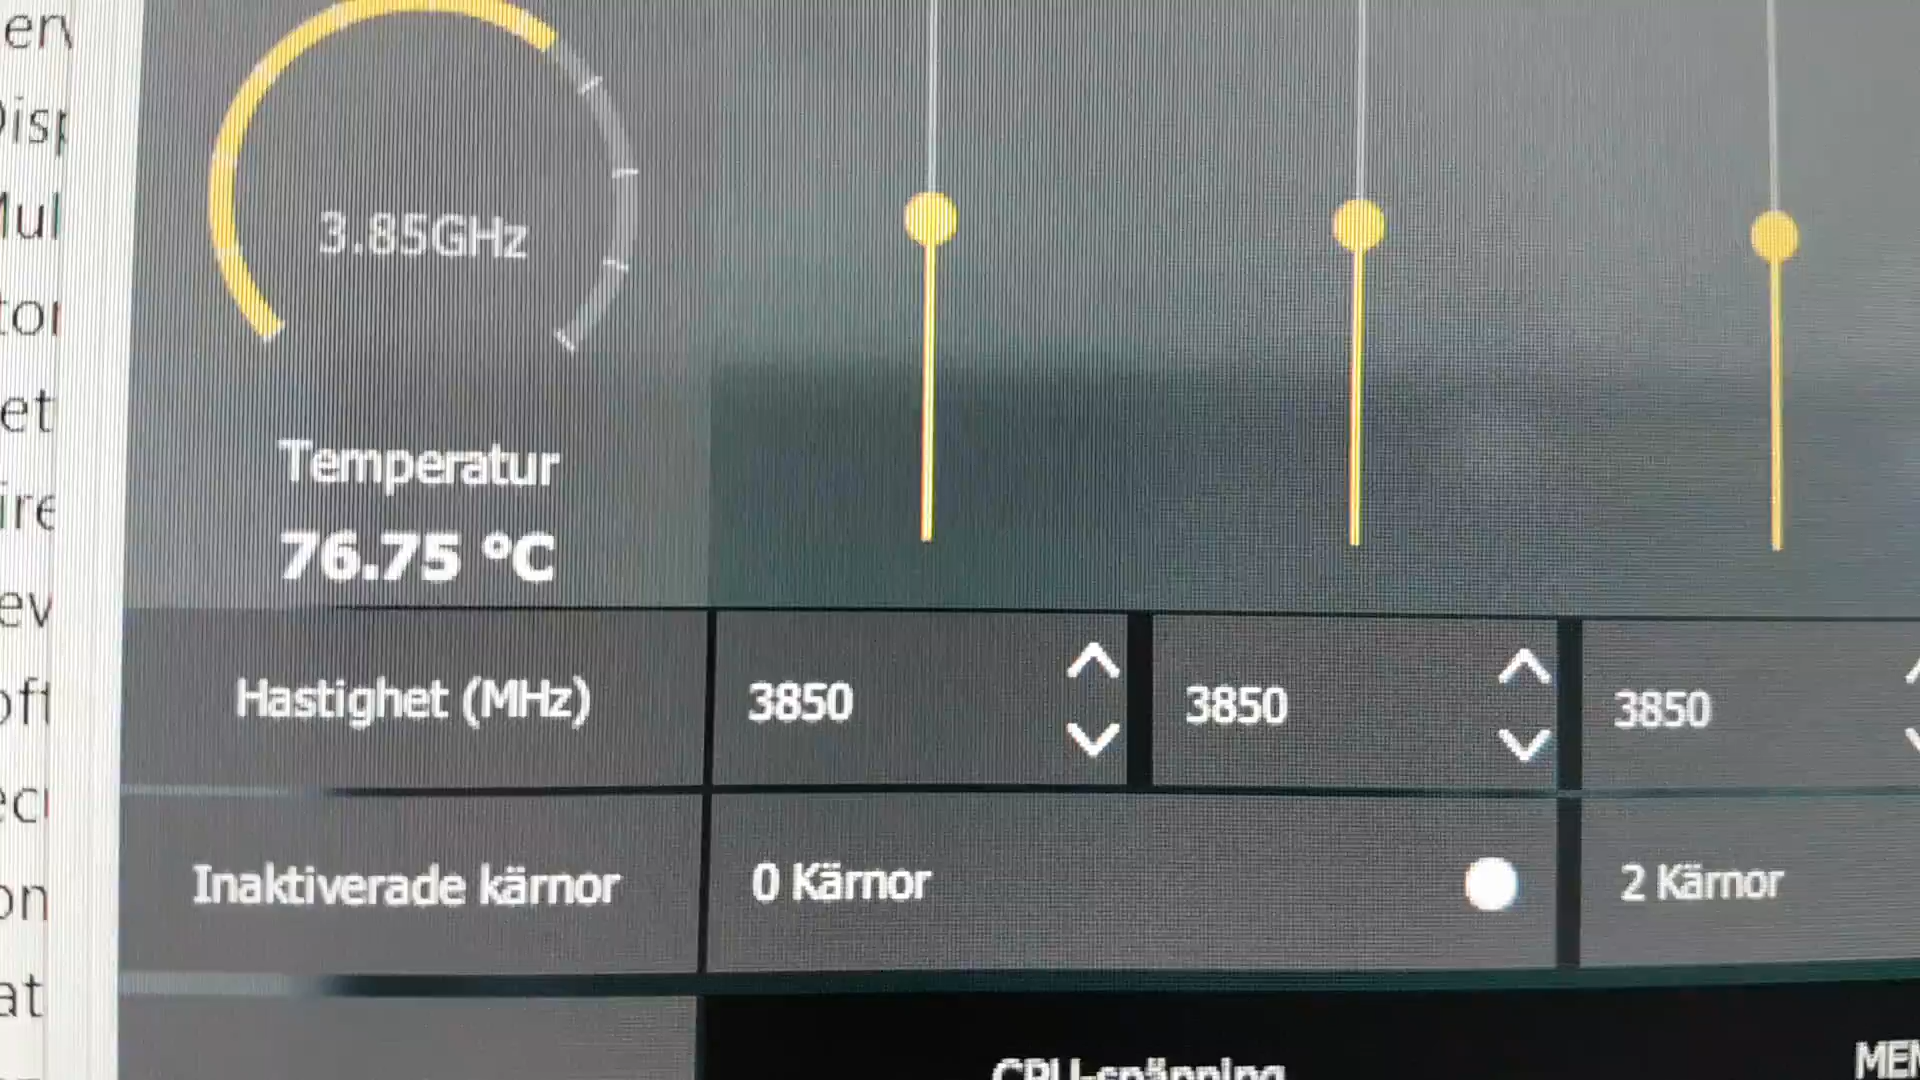 3.85GHz
Temperatur
76.75 °C
Hastighet (MHz) 3850 3850 3850
Inaktiverade kärnor 0 Kärnor 2 Kärnor
CPU-spänning